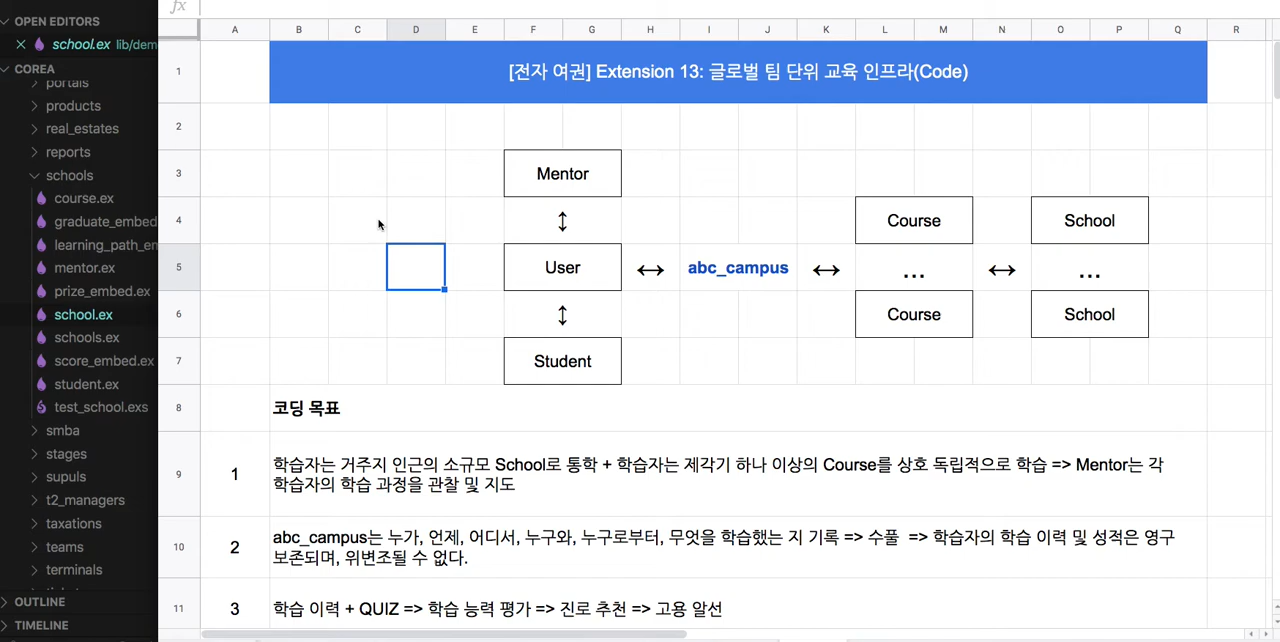 OPEN EDITORS
school.ex lib/dem
COREA
portals
products
real_estates
reports
schools
course.ex
graduate_embed
learning_path_em
mentor.ex
prize_embed.ex
school.ex
schools.ex
score_embed.ex
student.ex
test_school.exs
smba
stages
supuls
t2_managers
taxations
teams
terminals
OUTLINE
TIMELINE
fx
A B C D E F G H I J K L M N O P Q R
1 [전자 여권] Extension 13: 글로벌 팀 단위 교육 인프라(Code)
2
3 Mentor
4 ↕ Course School
5 User ↔ abc_campus ↔ ... ↔ ...
6 ↕ Course School
7 Student
8 코딩 목표
9 1 학습자는 거주지 인근의 소규모 School로 통학 + 학습자는 제각기 하나 이상의 Course를 상호 독립적으로 학습 => Mentor는 각
학습자의 학습 과정을 관찰 및 지도
10 2 abc_campus는 누가, 언제, 어디서, 누구와, 누구로부터, 무엇을 학습했는 지 기록 => 수풀 => 학습자의 학습 이력 및 성적은 영구
보존되며, 위변조될 수 없다.
11 3 학습 이력 + QUIZ => 학습 능력 평가 => 진로 추천 => 고용 알선